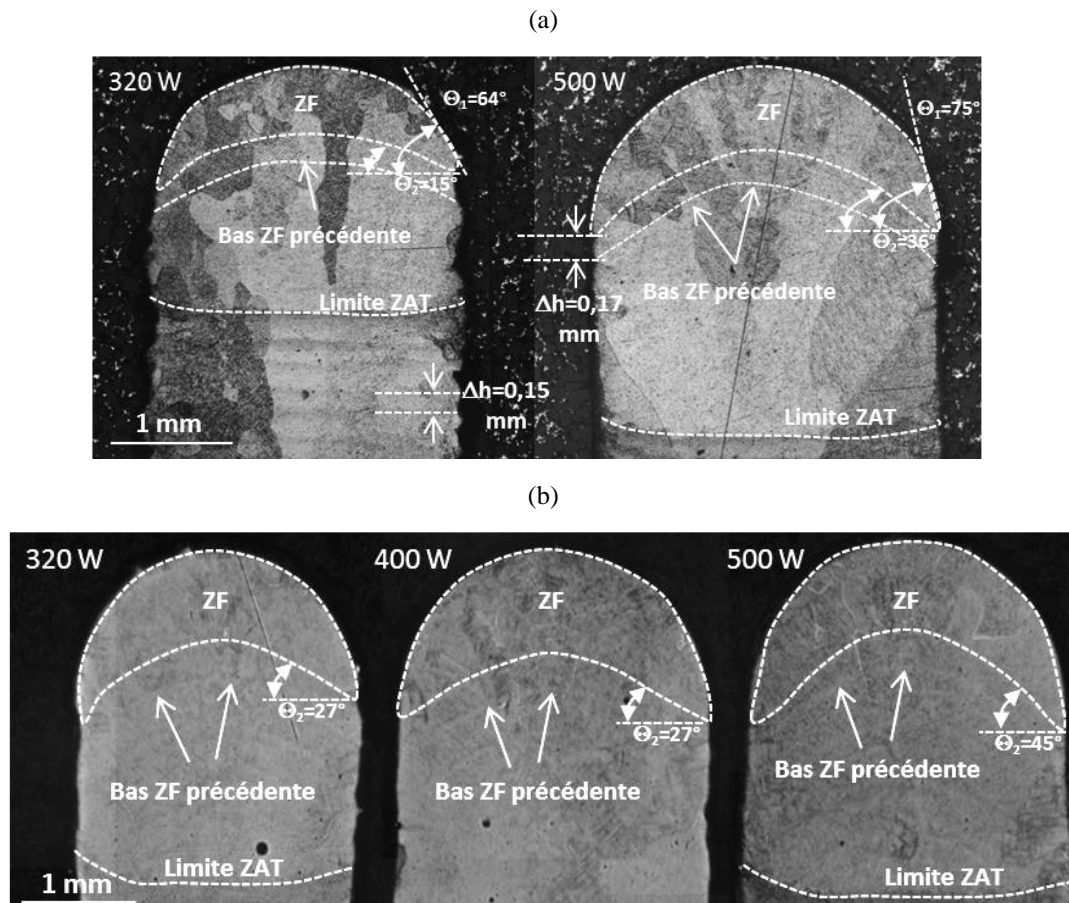 (a)
320 W
ZF
Θ₁=64°
Θ₂=15°
Bas ZF précédente
Limite ZAT
Δh=0,15
mm
1 mm
500 W
ZF
Θ₁=75°
Θ₂=36°
Bas ZF précédente
Δh=0,17
mm
Limite ZAT
(b)
320 W
ZF
Θ₂=27°
Bas ZF précédente
Limite ZAT
1 mm
400 W
ZF
Θ₂=27°
Bas ZF précédente
500 W
ZF
Θ₂=45°
Bas ZF précédente
Limite ZAT